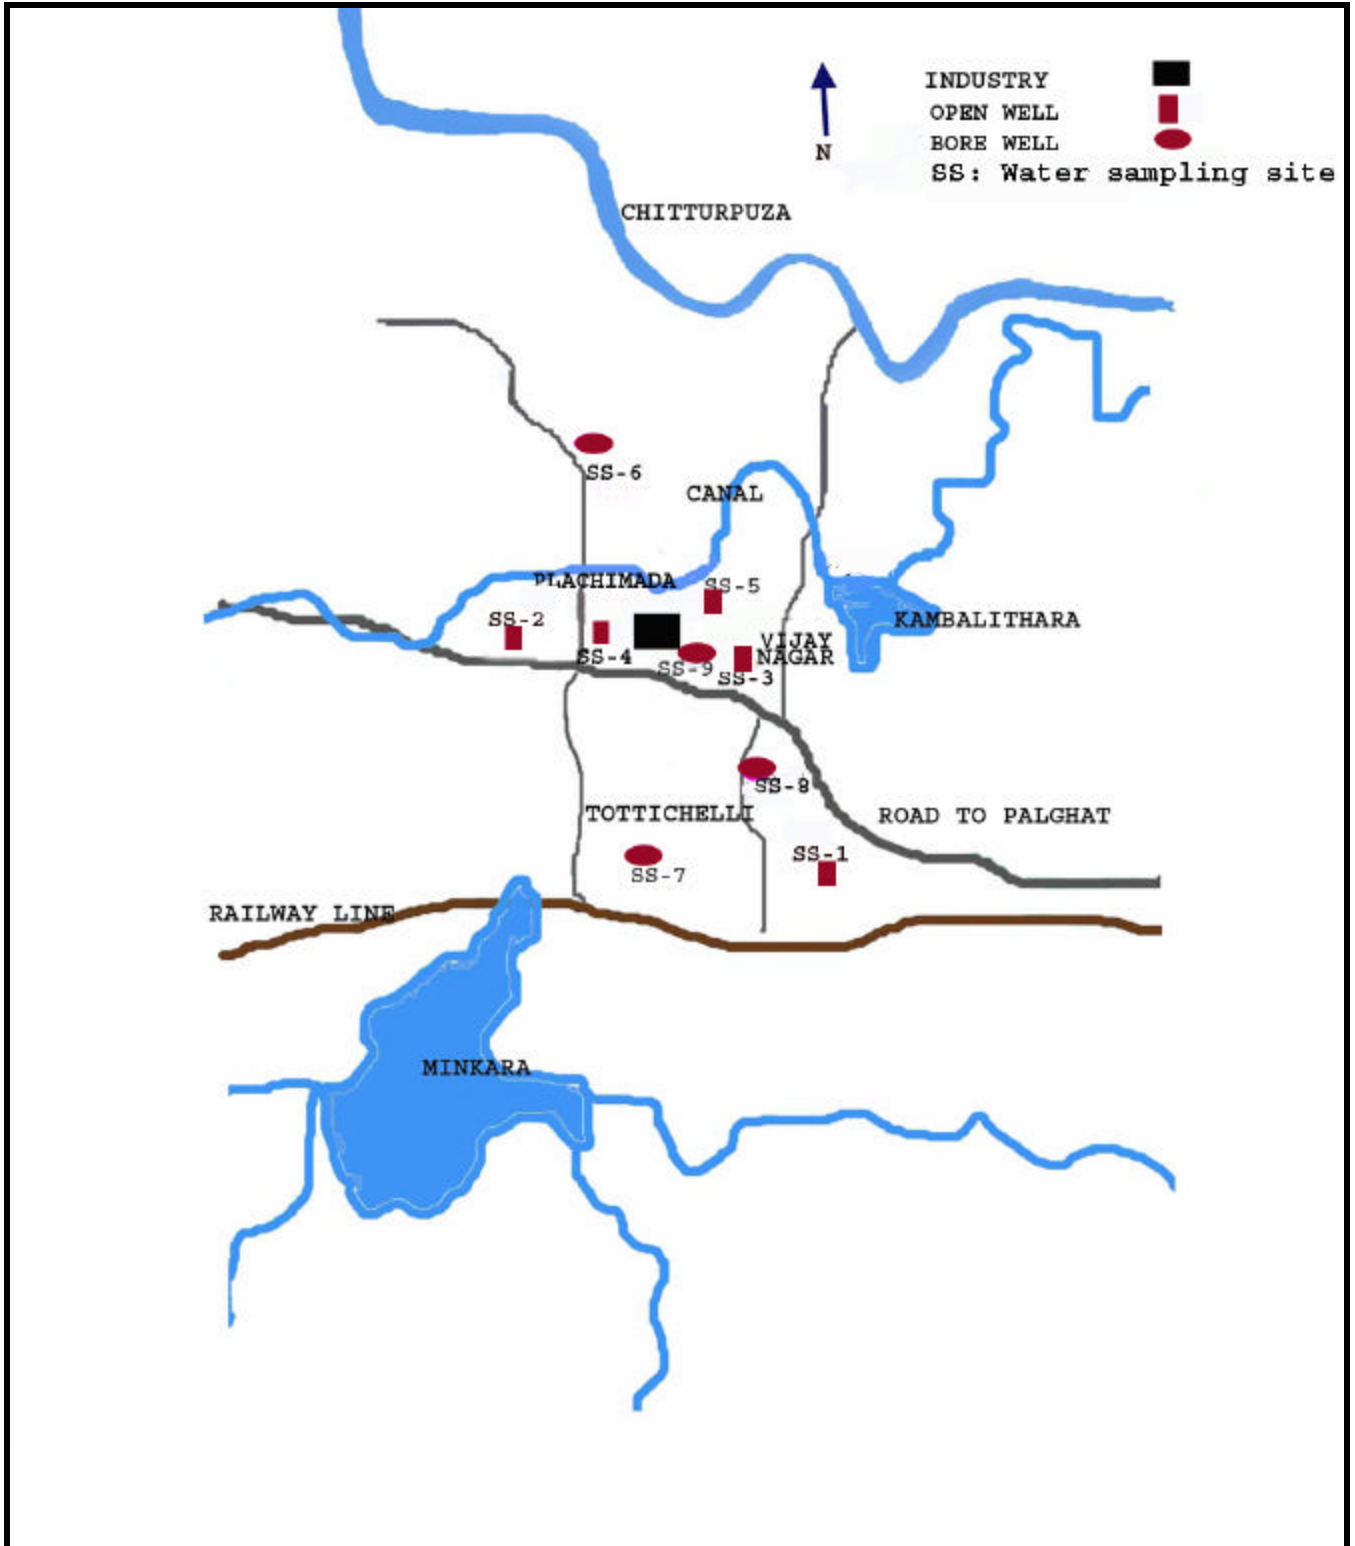 INDUSTRY
OPEN WELL
BORE WELL
N
SS: Water sampling site
CHITTURPUZA
SS-6
CANAL
PLACHIMADA
SS-5
SS-2
KAMBALITHARA
VIJAY
NAGAR
SS-4
SS-9
SS-3
SS-8
TOTTICHELLI
ROAD TO PALGHAT
SS-1
SS-7
RAILWAY LINE
MINKARA